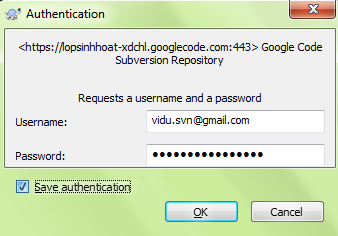 Authentication
<https://lopsinhhoat-xdchl.googlecode.com:443> Google Code
Subversion Repository
Requests a username and a password
Username: vidu.svn@gmail.com
Password: ●●●●●●●●●●●●●●●●
Save authentication
OK Cancel